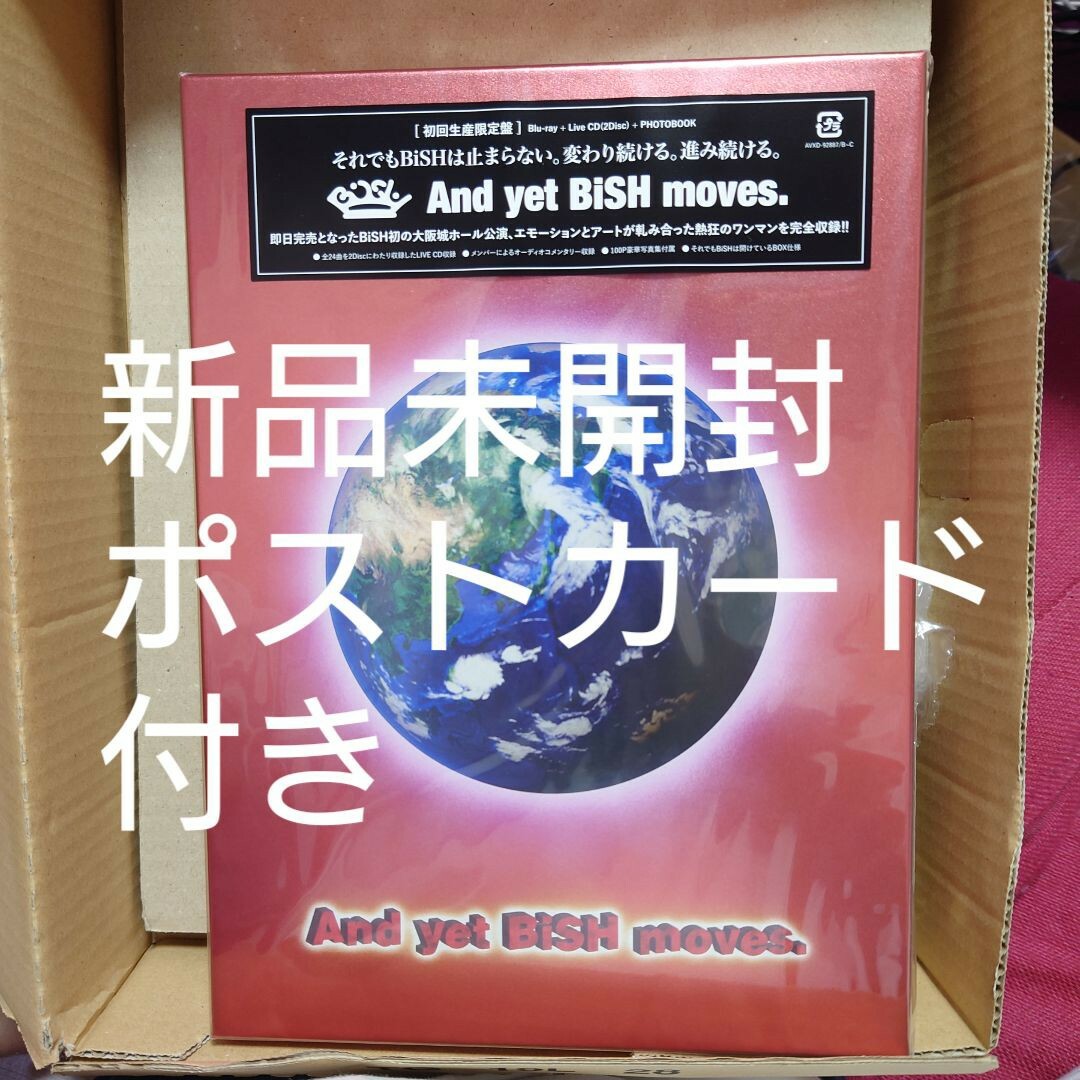 [ 初回生産限定盤 ] Blu-ray + Live CD(2Disc) + PHOTOBOOK
プラ
AVXD-92887/B~C
それでもBiSHは止まらない。変わり続ける。進み続ける。
BiSH
And yet BiSH moves.
即日完売となったBiSH初の大阪城ホール公演、エモーションとアートが軋み合った熱狂のワンマンを完全収録!!
●全24曲を2Discにわたり収録したLIVE CD収録 ●メンバーによるオーディオコメンタリー収録 ●100P豪華写真集付属 ●それでもBiSHは開けているBOX仕様
新品未開封
ポストカード
付き
And yet BiSH moves.